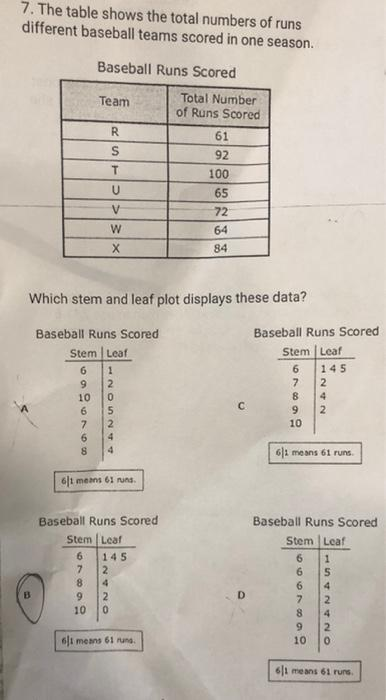 7. The table shows the total numbers of runs
different baseball teams scored in one season.
Baseball Runs Scored
Team | Total Number of Runs Scored
R 61
S 92
T 100
U 65
V 72
W 64
X 84
Which stem and leaf plot displays these data?
A
Baseball Runs Scored
Stem | Leaf
6 | 1
9 | 2
10 | 0
6 | 5
7 | 2
6 | 4
8 | 4
6|1 means 61 runs.
C
Baseball Runs Scored
Stem | Leaf
6 | 1 4 5
7 | 2
8 | 4
9 | 2
10 |
6|1 means 61 runs.
B
Baseball Runs Scored
Stem | Leaf
6 | 1 4 5
7 | 2
8 | 4
9 | 2
10 | 0
6|1 means 61 runs.
D
Baseball Runs Scored
Stem | Leaf
6 | 1
6 | 5
6 | 4
7 | 2
8 | 4
9 | 2
10 | 0
6|1 means 61 runs.